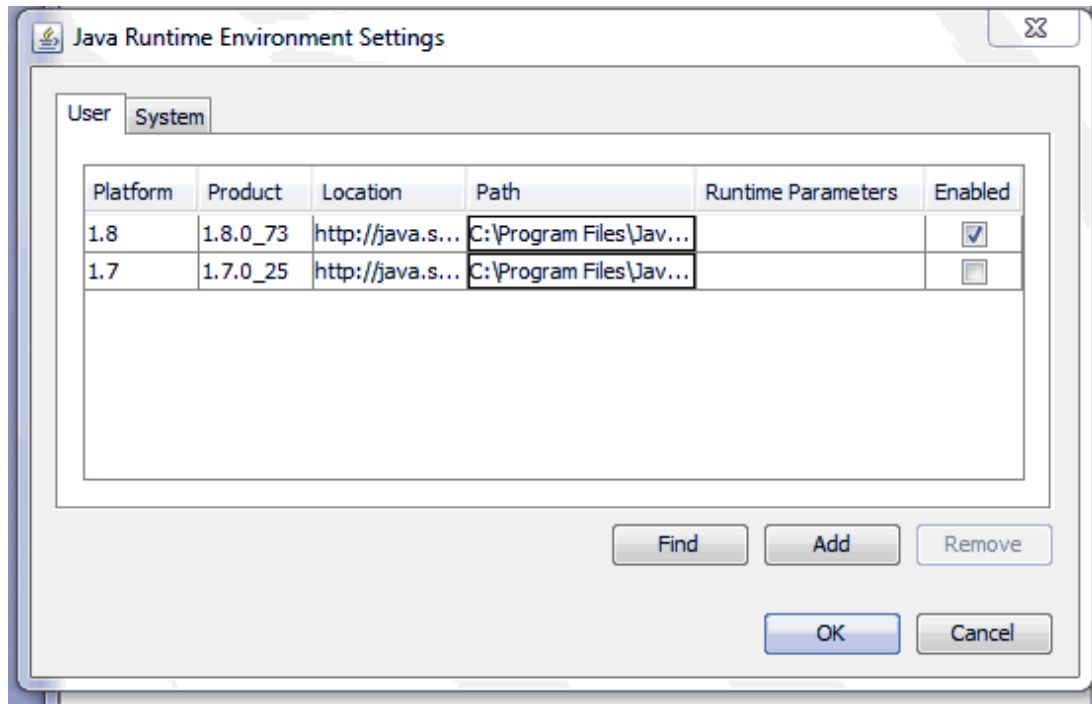 Java Runtime Environment Settings
User System
Platform Product Location Path Runtime Parameters Enabled
1.8 1.8.0_73 http://java.s... C:\Program Files\Jav...
1.7 1.7.0_25 http://java.s... C:\Program Files\Jav...
Find Add Remove
OK Cancel